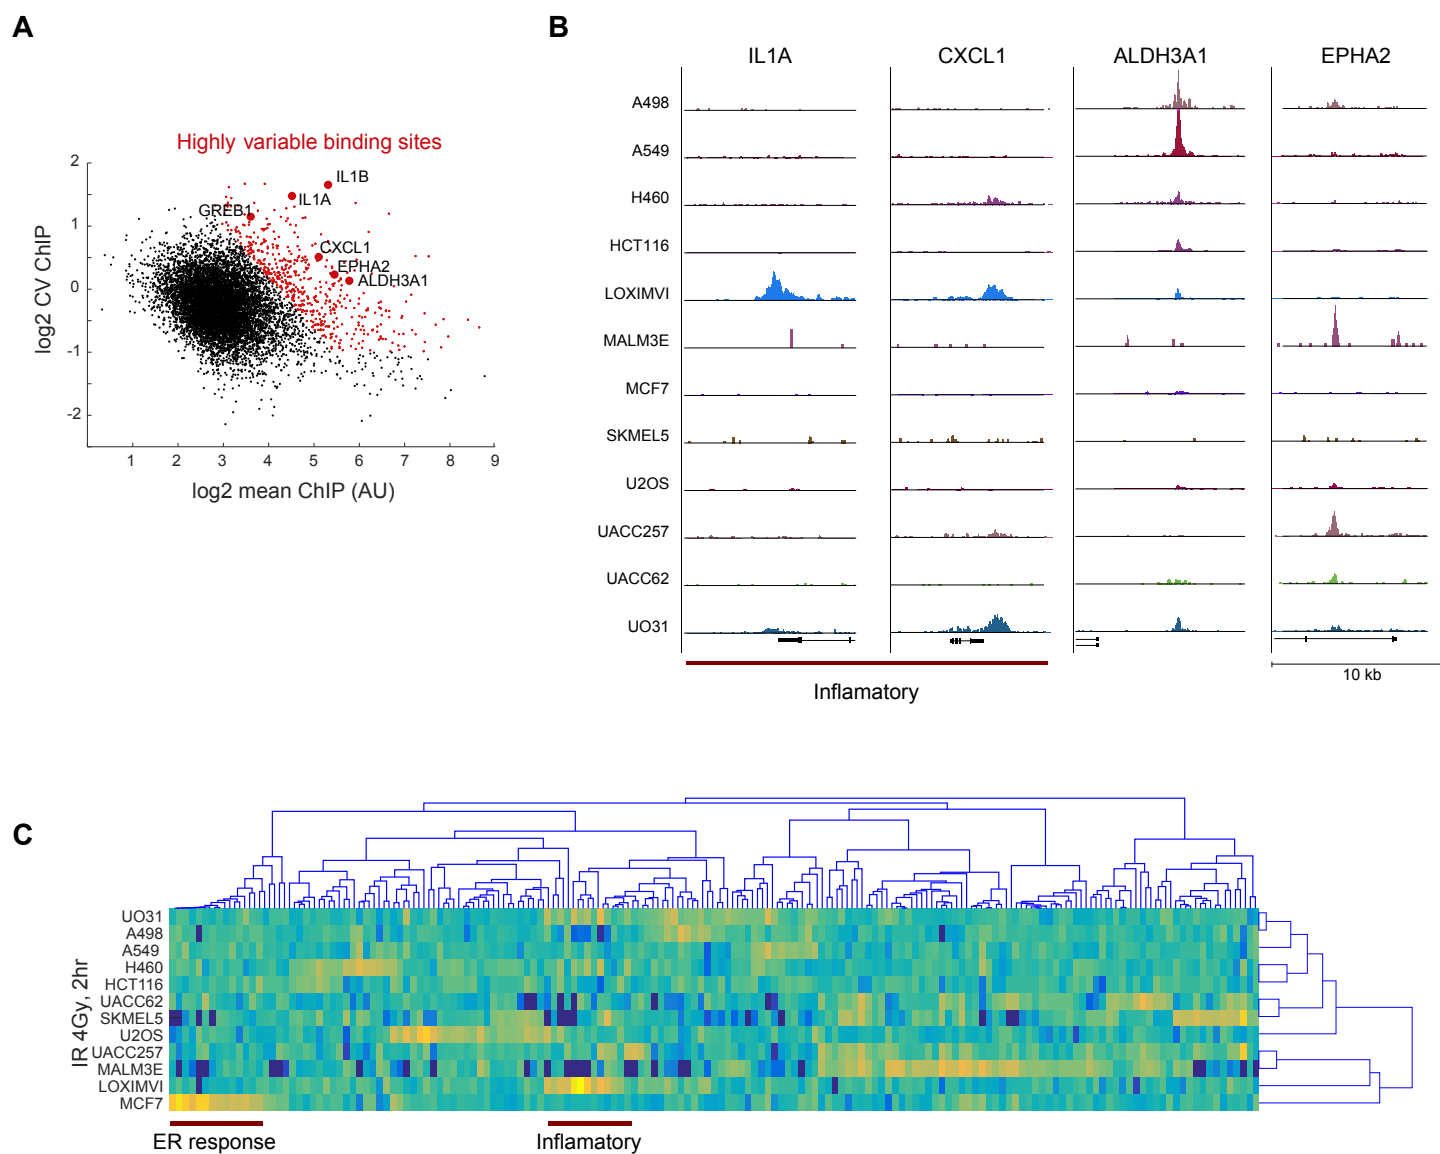 A
Highly variable binding sites
2
1
0
-1
-2
log2 CV ChIP
IL1B
IL1A
GREB1
CXCL1
EPHA2
ALDH3A1
1 2 3 4 5 6 7 8 9
log2 mean ChIP (AU)
B
IL1A CXCL1 ALDH3A1 EPHA2
A498
A549
H460
HCT116
LOXIMVI
MALM3E
MCF7
SKMEL5
U2OS
UACC257
UACC62
UO31
10 kb
Inflamatory
C
IR 4Gy, 2hr
UO31
A498
A549
H460
HCT116
UACC62
SKMEL5
U2OS
UACC257
MALM3E
LOXIMVI
MCF7
ER response Inflamatory